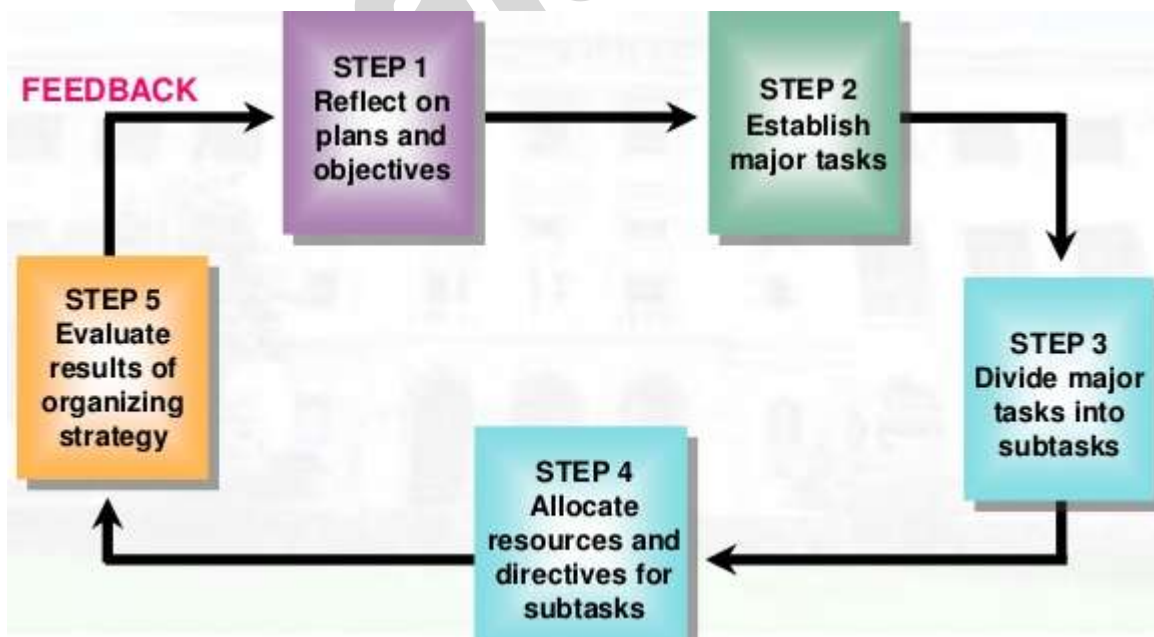 FEEDBACK
STEP 1
Reflect on
plans and
objectives
STEP 2
Establish
major tasks
STEP 3
Divide major
tasks into
subtasks
STEP 4
Allocate
resources and
directives for
subtasks
STEP 5
Evaluate
results of
organizing
strategy